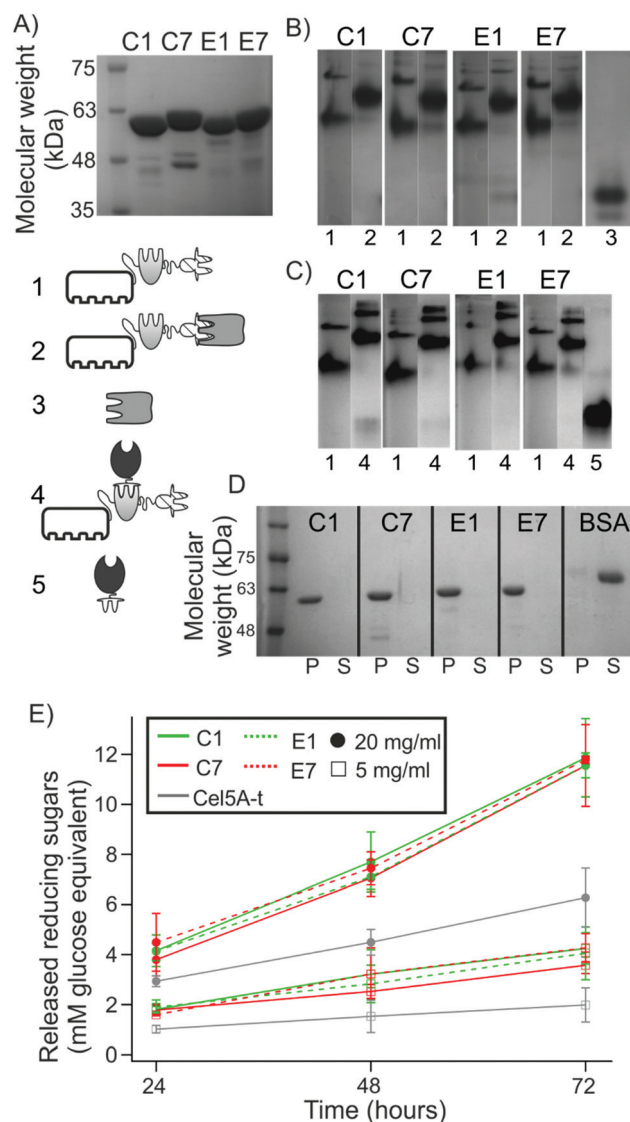 A)
C1 C7 E1 E7
Molecular weight
(kDa)
75
63
48
35
B)
C1 C7 E1 E7
1 2 1 2 1 2 1 2 3
1
2
3
4
5
C)
C1 C7 E1 E7
1 4 1 4 1 4 1 4 5
D
C1 C7 E1 E7 BSA
Molecular
weight (kDa)
75
63
48
P S P S P S P S P S
E)
C1 E1 20 mg/ml
C7 E7 5 mg/ml
Cel5A-t
Released reducing sugars
(mM glucose equivalent)
12
10
8
6
4
2
0
24 48 72
Time (hours)